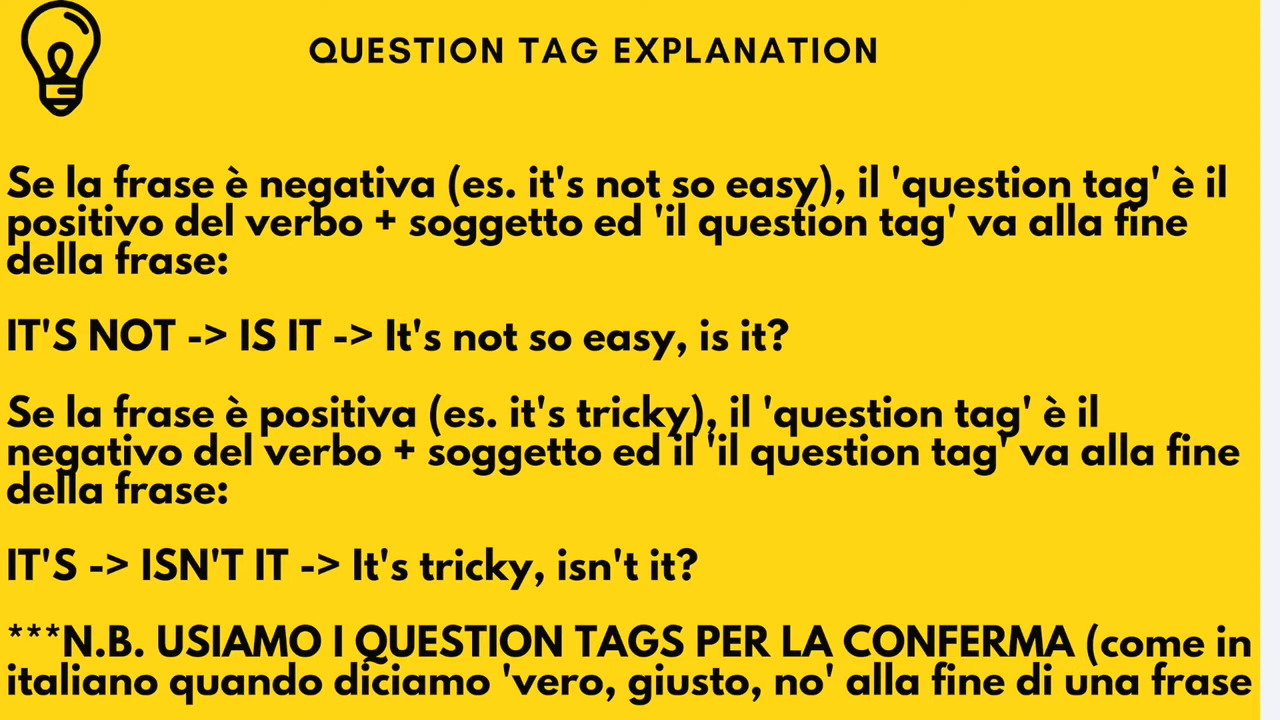 QUESTION TAG EXPLANATION
Se la frase è negativa (es. it's not so easy), il 'question tag' è il
positivo del verbo + soggetto ed 'il question tag' va alla fine
della frase:
IT'S NOT -> IS IT -> It's not so easy, is it?
Se la frase è positiva (es. it's tricky), il 'question tag' è il
negativo del verbo + soggetto ed il 'il question tag' va alla fine
della frase:
IT'S -> ISN'T IT -> It's tricky, isn't it?
***N.B. USIAMO I QUESTION TAGS PER LA CONFERMA (come in
italiano quando diciamo 'vero, giusto, no' alla fine di una frase